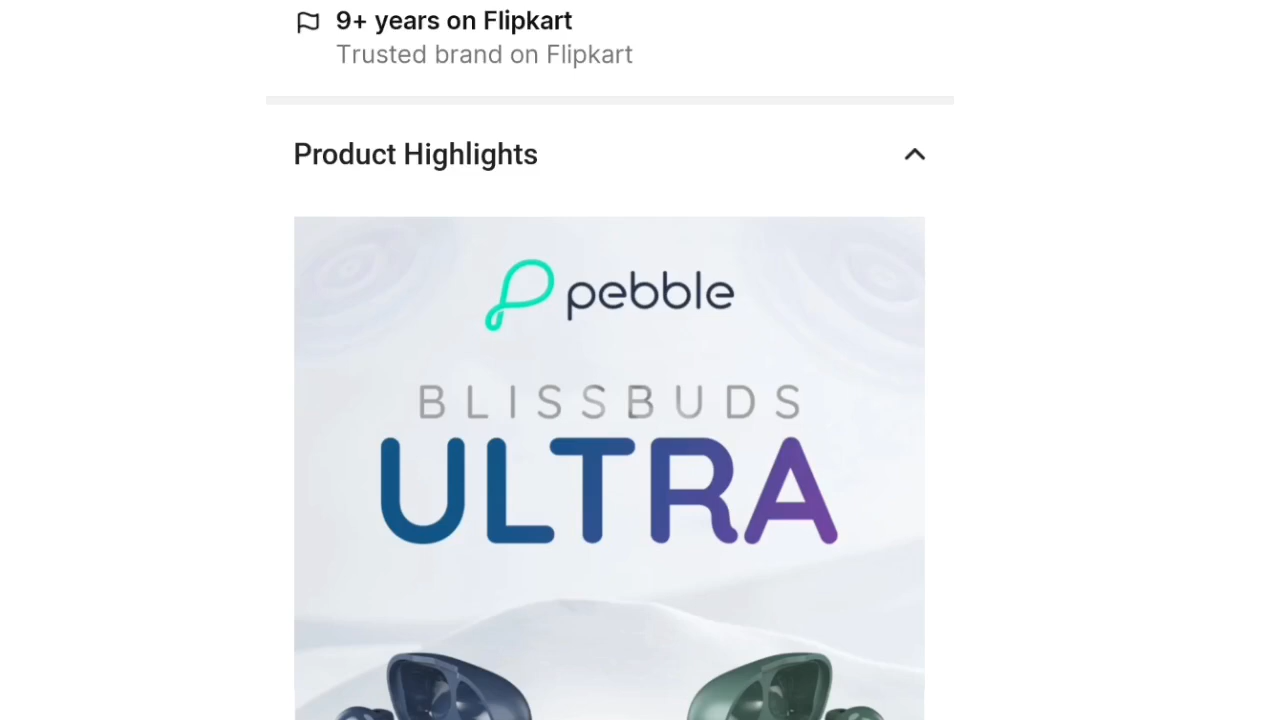 9+ years on Flipkart
Trusted brand on Flipkart
Product Highlights
pebble
BLISSBUDS
ULTRA